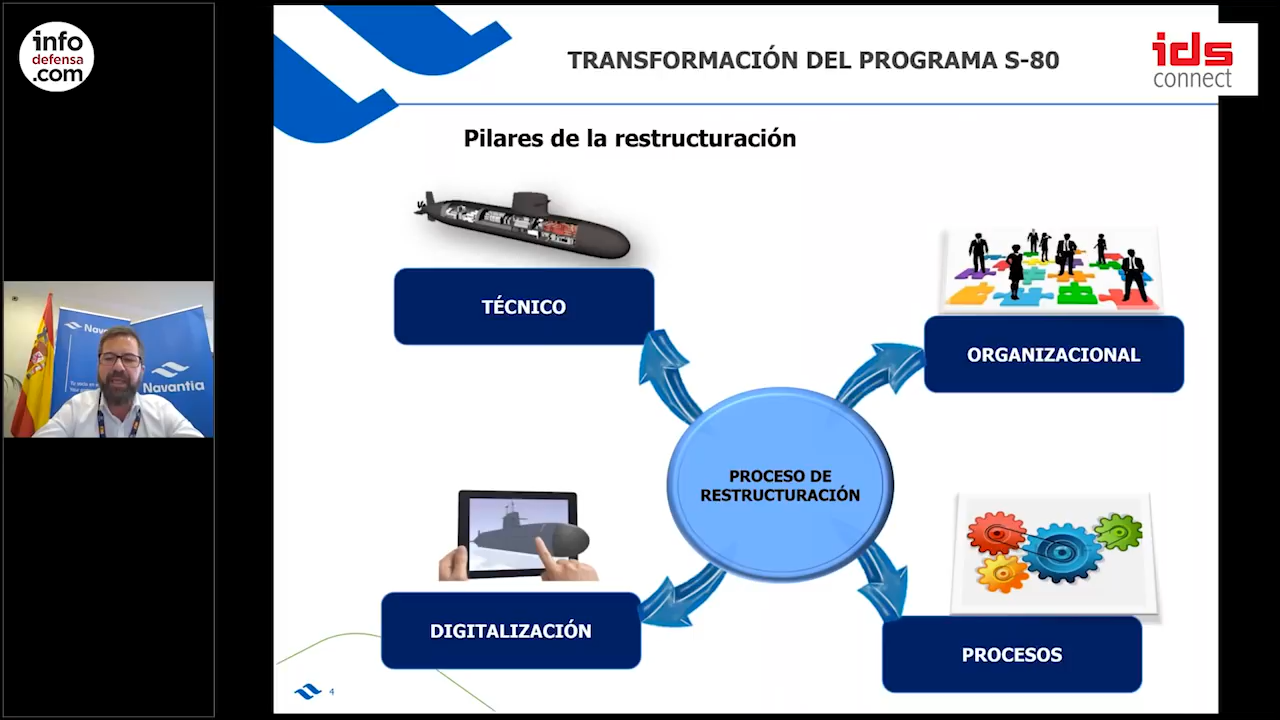 info
defensa
.com
TRANSFORMACIÓN DEL PROGRAMA S-80
ids
connect
Pilares de la restructuración
TÉCNICO
ORGANIZACIONAL
PROCESO DE
RESTRUCTURACIÓN
Navantia
DIGITALIZACIÓN
PROCESOS
4